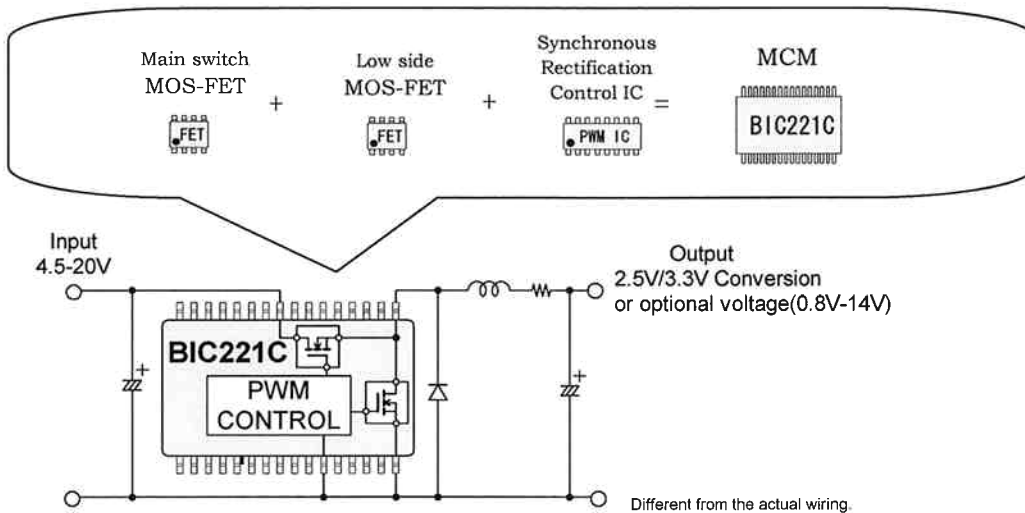 Main switch
MOS-FET
+
Low side
MOS-FET
+
Synchronous
Rectification
Control IC
=
MCM
FET
FET
PWM IC
BIC221C
Input
4.5-20V
Output
2.5V/3.3V Conversion
or optional voltage(0.8V-14V)
BIC221C
PWM
CONTROL
+
+
Different from the actual wiring.